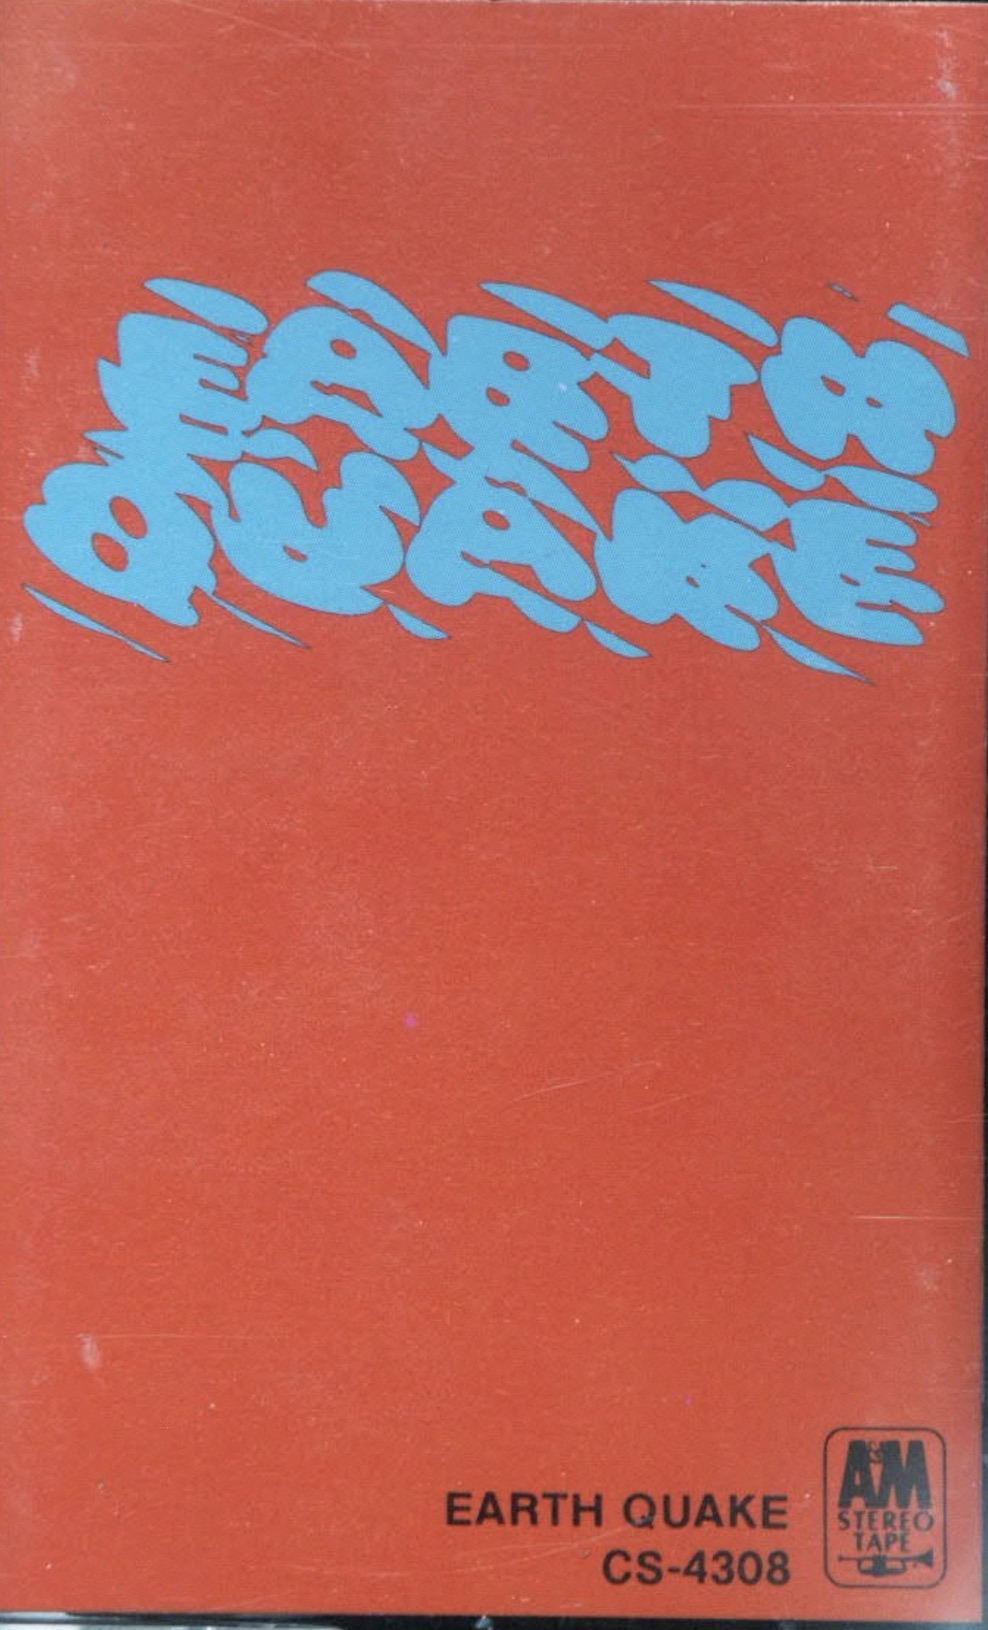 EARTH
QUAKE
EARTH QUAKE
CS-4308
A&M
STEREO
TAPE